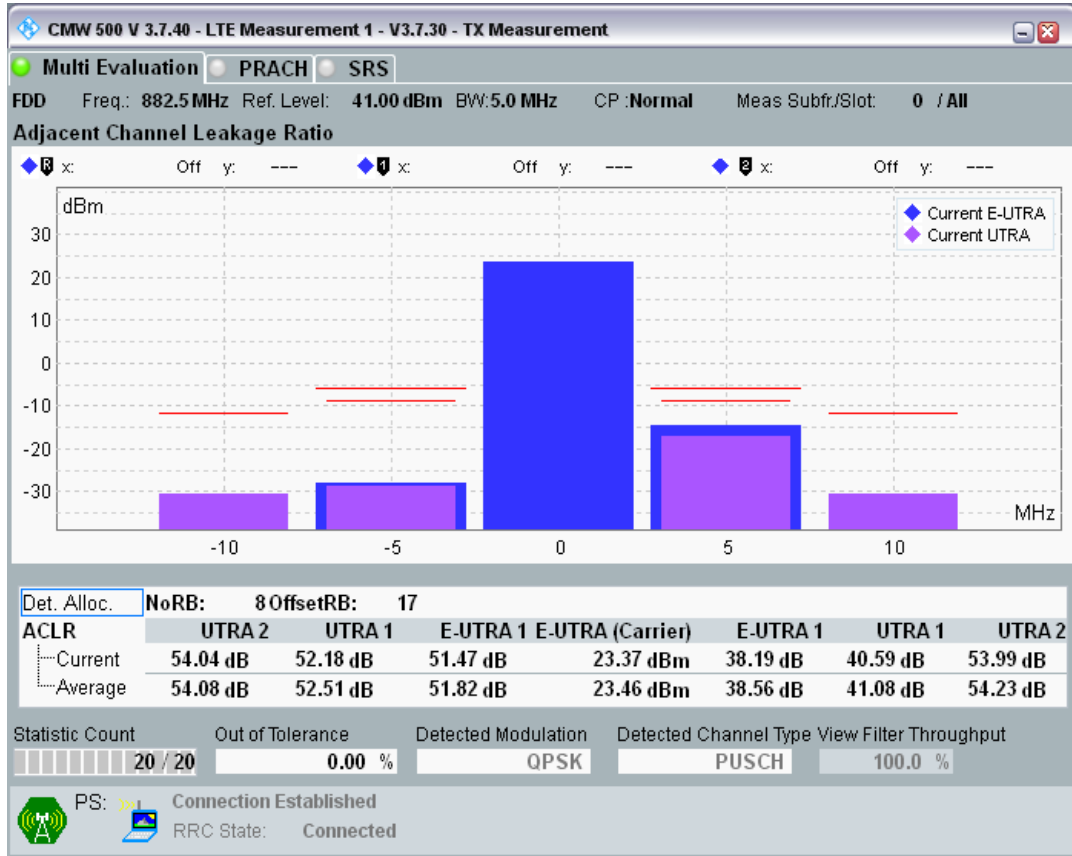 CMW 500 V 3.7.40 - LTE Measurement 1 - V3.7.30 - TX Measurement
Multi Evaluation PRACH SRS
FDD Freq.: 882.5 MHz Ref. Level: 41.00 dBm BW: 5.0 MHz CP : Normal Meas Subfr./Slot: 0 / All
Adjacent Channel Leakage Ratio
R x: Off y: --- 1 x: Off y: --- 2 x: Off y: ---
dBm
Current E-UTRA
Current UTRA
30
20
10
0
-10
-20
-30
MHz
-10 -5 0 5 10
Det. Alloc. NoRB: 8 OffsetRB: 17
ACLR UTRA 2 UTRA 1 E-UTRA 1 E-UTRA (Carrier) E-UTRA 1 UTRA 1 UTRA 2
Current 54.04 dB 52.18 dB 51.47 dB 23.37 dBm 38.19 dB 40.59 dB 53.99 dB
Average 54.08 dB 52.51 dB 51.82 dB 23.46 dBm 38.56 dB 41.08 dB 54.23 dB
Statistic Count Out of Tolerance Detected Modulation Detected Channel Type View Filter Throughput
20 / 20 0.00 % QPSK PUSCH 100.0 %
PS: Connection Established
RRC State: Connected